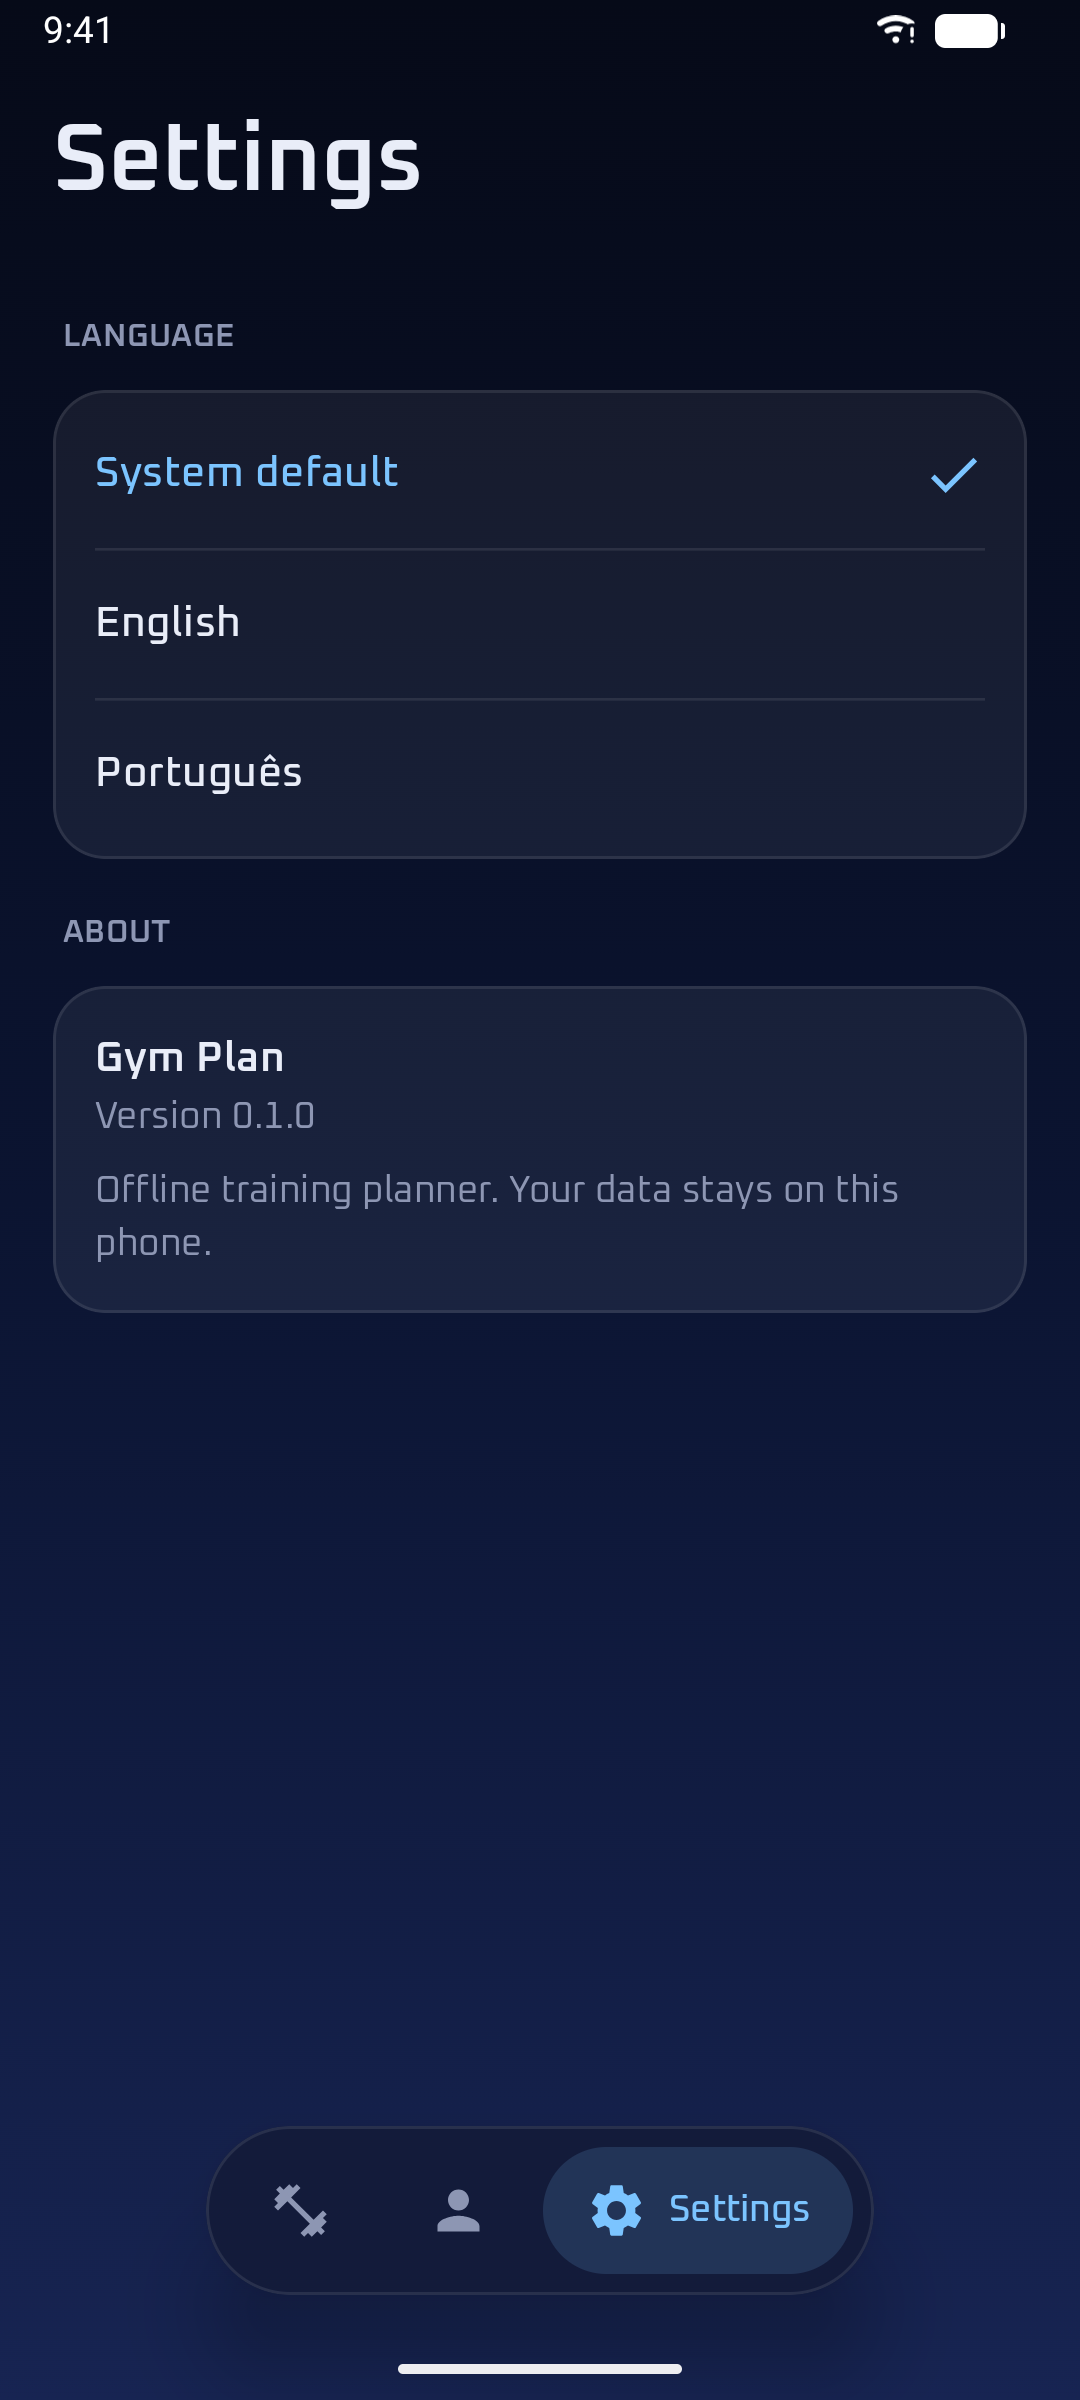 9:41
Settings
LANGUAGE
System default
English
Português
ABOUT
Gym Plan
Version 0.1.0
Offline training planner. Your data stays on this
phone.
Settings